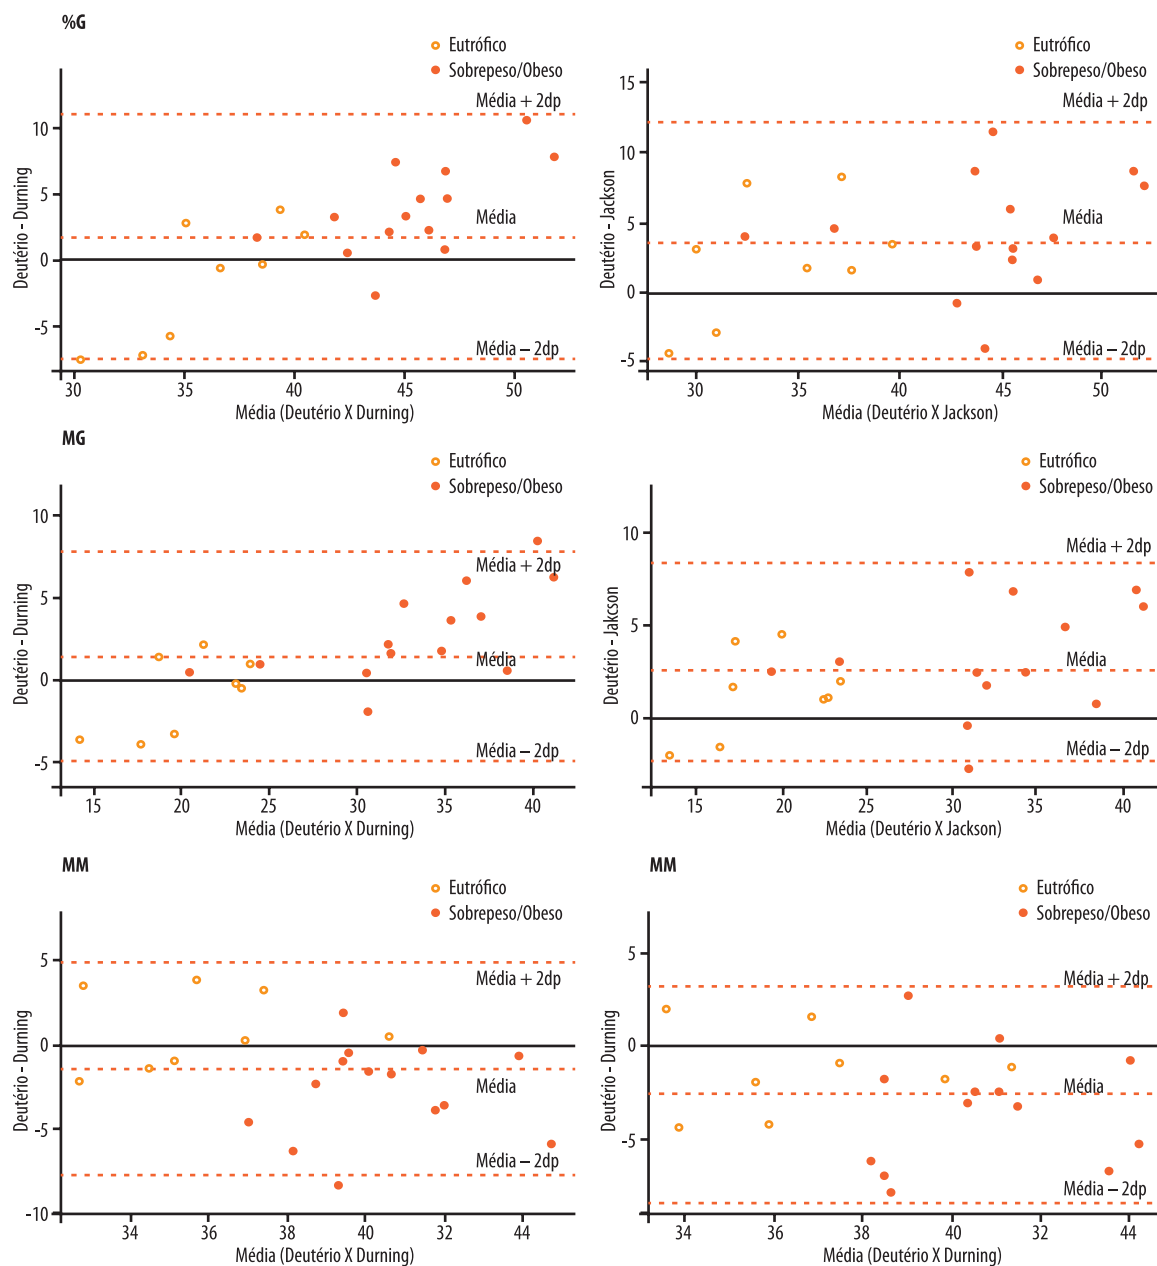 %G
Eutrófico
Sobrepeso/Obeso
Média + 2dp
Média
Média – 2dp
10
5
0
-5
30 35 40 45 50
Deutério - Durning
Média (Deutério X Durning)
Eutrófico
Sobrepeso/Obeso
Média + 2dp
Média
Média – 2dp
15
10
5
0
-5
30 35 40 45 50
Deutério - Jackson
Média (Deutério X Jackson)
MG
Eutrófico
Sobrepeso/Obeso
Média + 2dp
Média
Média – 2dp
10
5
0
-5
15 20 25 30 35 40
Deutério - Durning
Média (Deutério X Durning)
Eutrófico
Sobrepeso/Obeso
Média + 2dp
Média
Média – 2dp
10
5
0
15 20 25 30 35 40
Deutério - Jakcson
Média (Deutério X Jackson)
MM
Eutrófico
Sobrepeso/Obeso
Média + 2dp
Média
Média – 2dp
5
0
-5
-10
34 36 38 40 32 44
Deutério - Durning
Média (Deutério X Durning)
MM
Eutrófico
Sobrepeso/Obeso
Média + 2dp
Média
Média – 2dp
5
0
-5
34 36 38 40 32 44
Deutério - Durning
Média (Deutério X Durning)